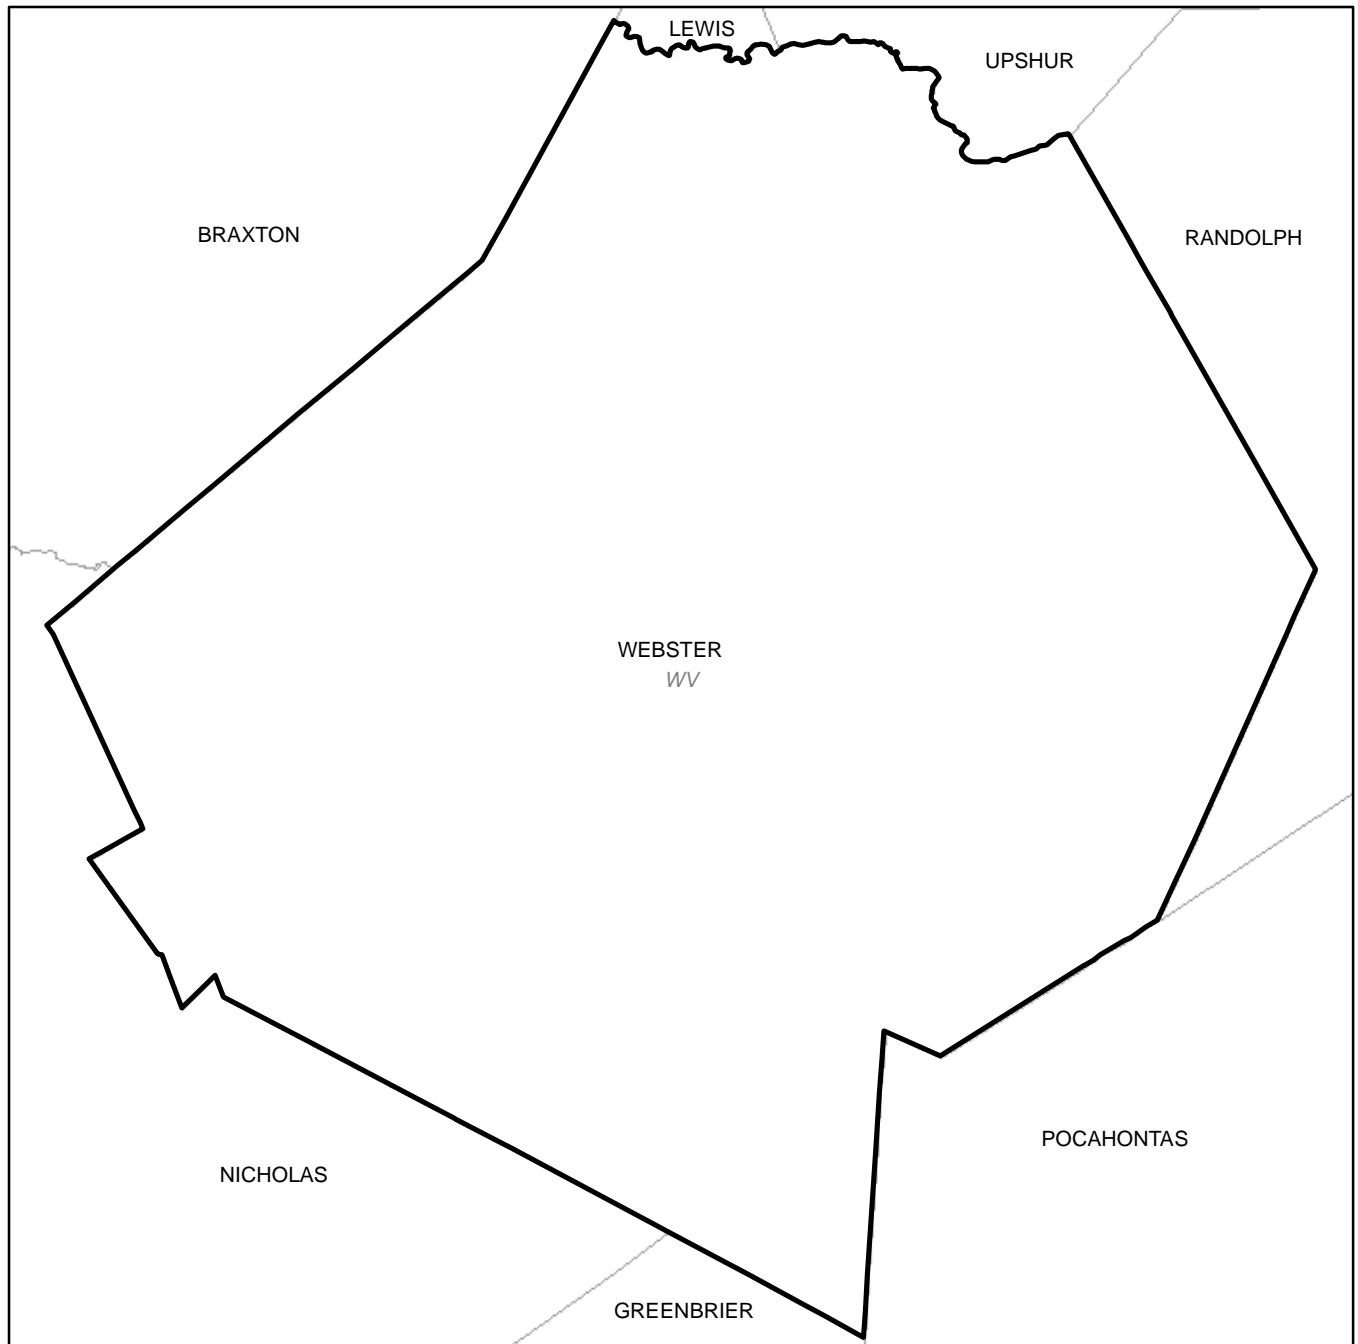 LEWIS
UPSHUR
BRAXTON
RANDOLPH
WEBSTER
WV
POCAHONTAS
NICHOLAS
GREENBRIER